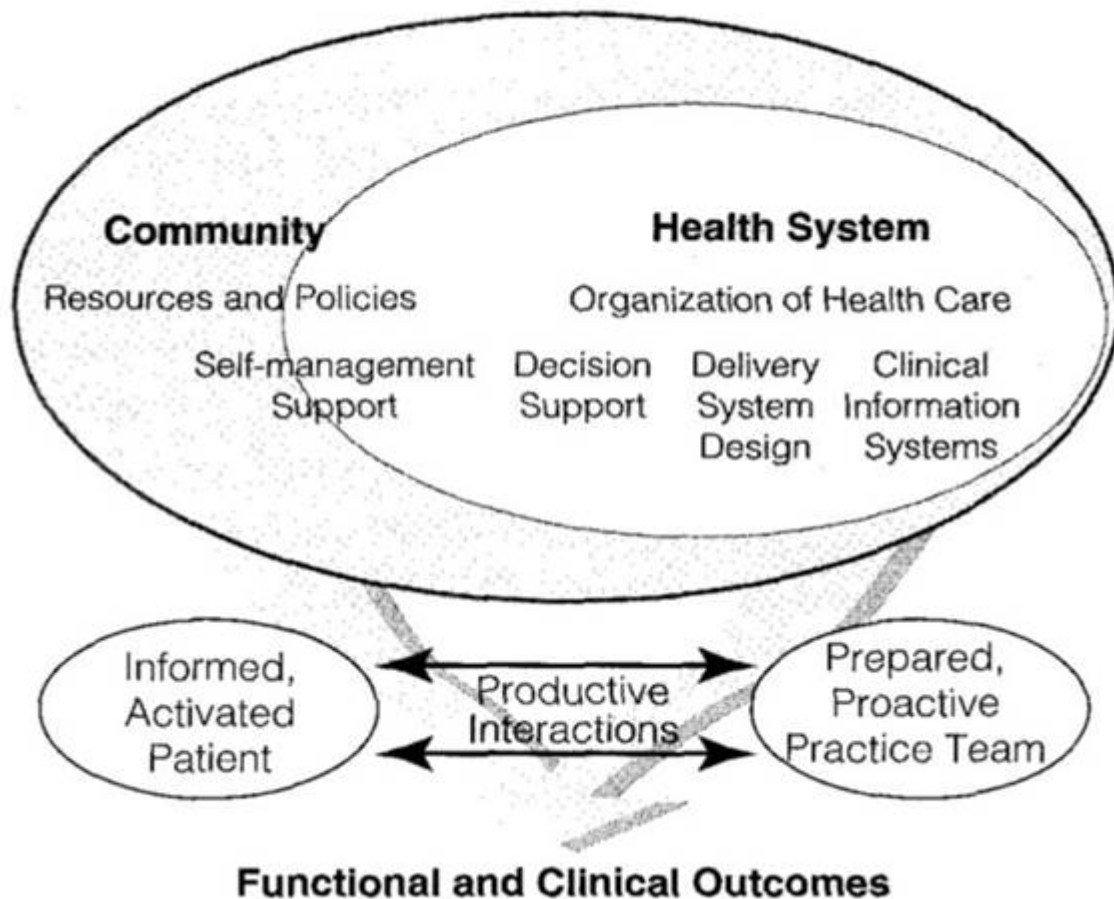 Community
Health System
Resources and Policies
Organization of Health Care
Self-management
Support
Decision
Support
Delivery
System
Design
Clinical
Information
Systems
Informed,
Activated
Patient
Productive
Interactions
Prepared,
Proactive
Practice Team
Functional and Clinical Outcomes